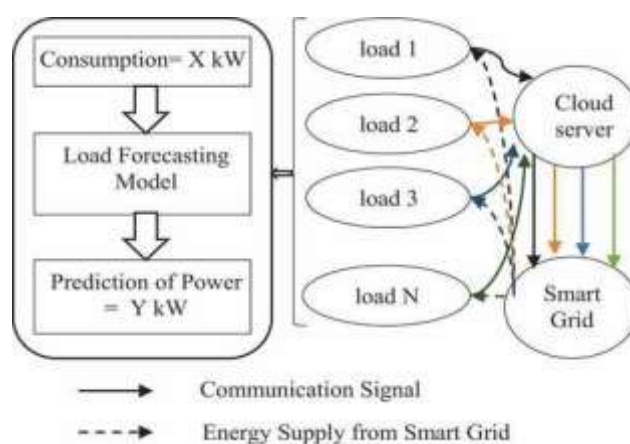 Consumption= X kW
Load Forecasting
Model
Prediction of Power
= Y kW
load 1
load 2
load 3
load N
Cloud
server
Smart
Grid
Communication Signal
Energy Supply from Smart Grid